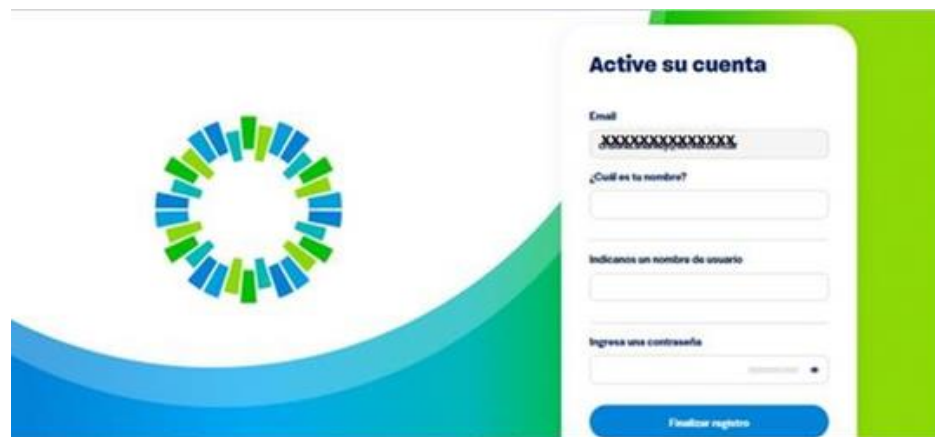 Active su cuenta
Email
XXXXXXXXXXXXXX
¿Cuál es tu nombre?
Indicanos un nombre de usuario
Ingresa una contraseña
Finalizar registro